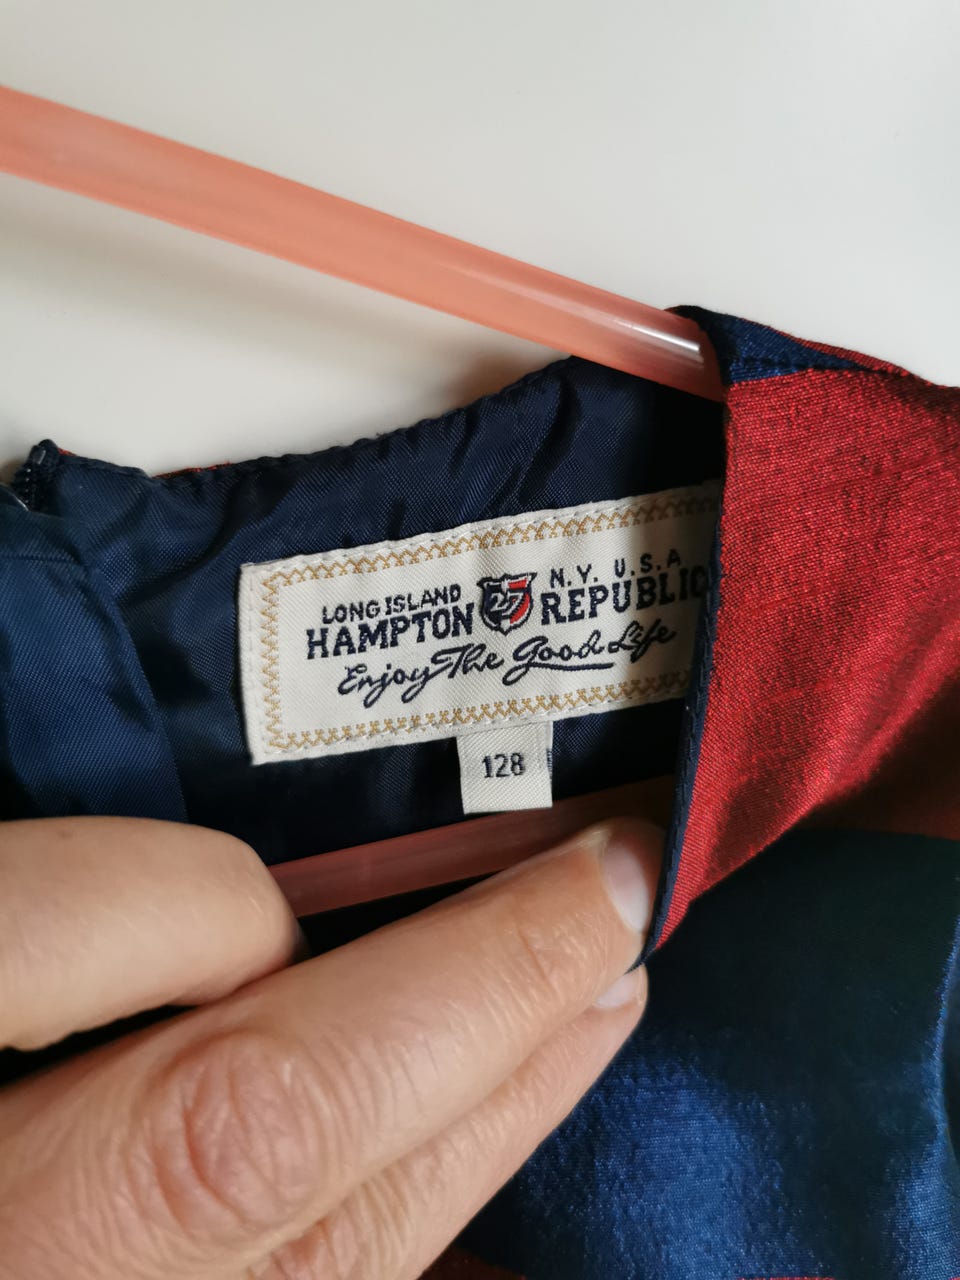 LONG ISLAND N.Y. U.S.A
HAMPTON 27 REPUBLIC
Enjoy The Good Life
128